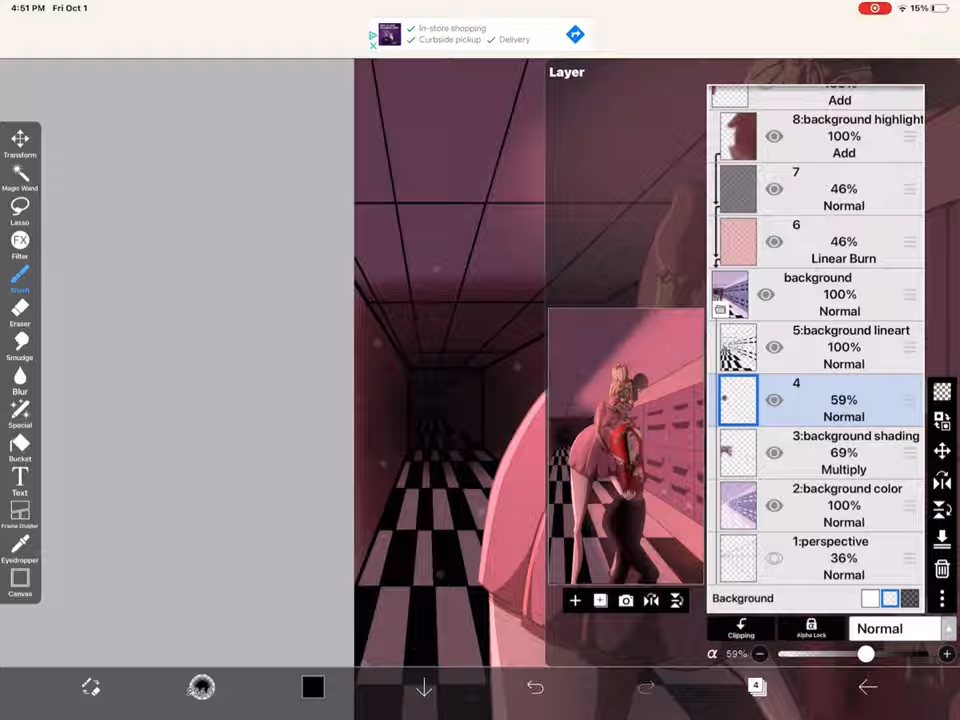 4:51 PM Fri Oct 1
15%
In-store shopping
Curbside pickup
Delivery
Layer
Add
8:background highlight
100%
Add
7
46%
Normal
6
46%
Linear Burn
background
100%
Normal
5:background lineart
100%
Normal
4
59%
Normal
3:background shading
69%
Multiply
2:background color
100%
Normal
1:perspective
36%
Normal
Background
Clipping
Alpha Lock
Normal
α 59%
Transform
Magic Wand
Lasso
FX
Filter
Brush
Eraser
Smudge
Blur
Special
Bucket
T
Text
Frame Divider
Eyedropper
Canvas
4